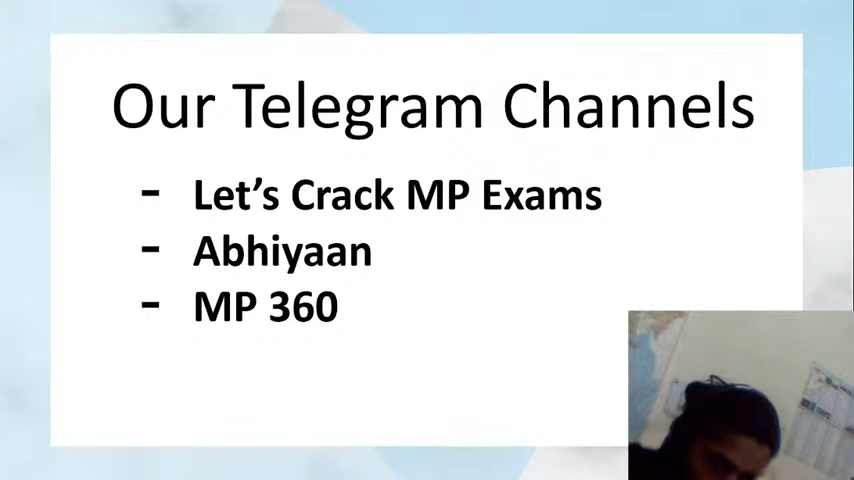 Our Telegram Channels
- Let’s Crack MP Exams
- Abhiyaan
- MP 360